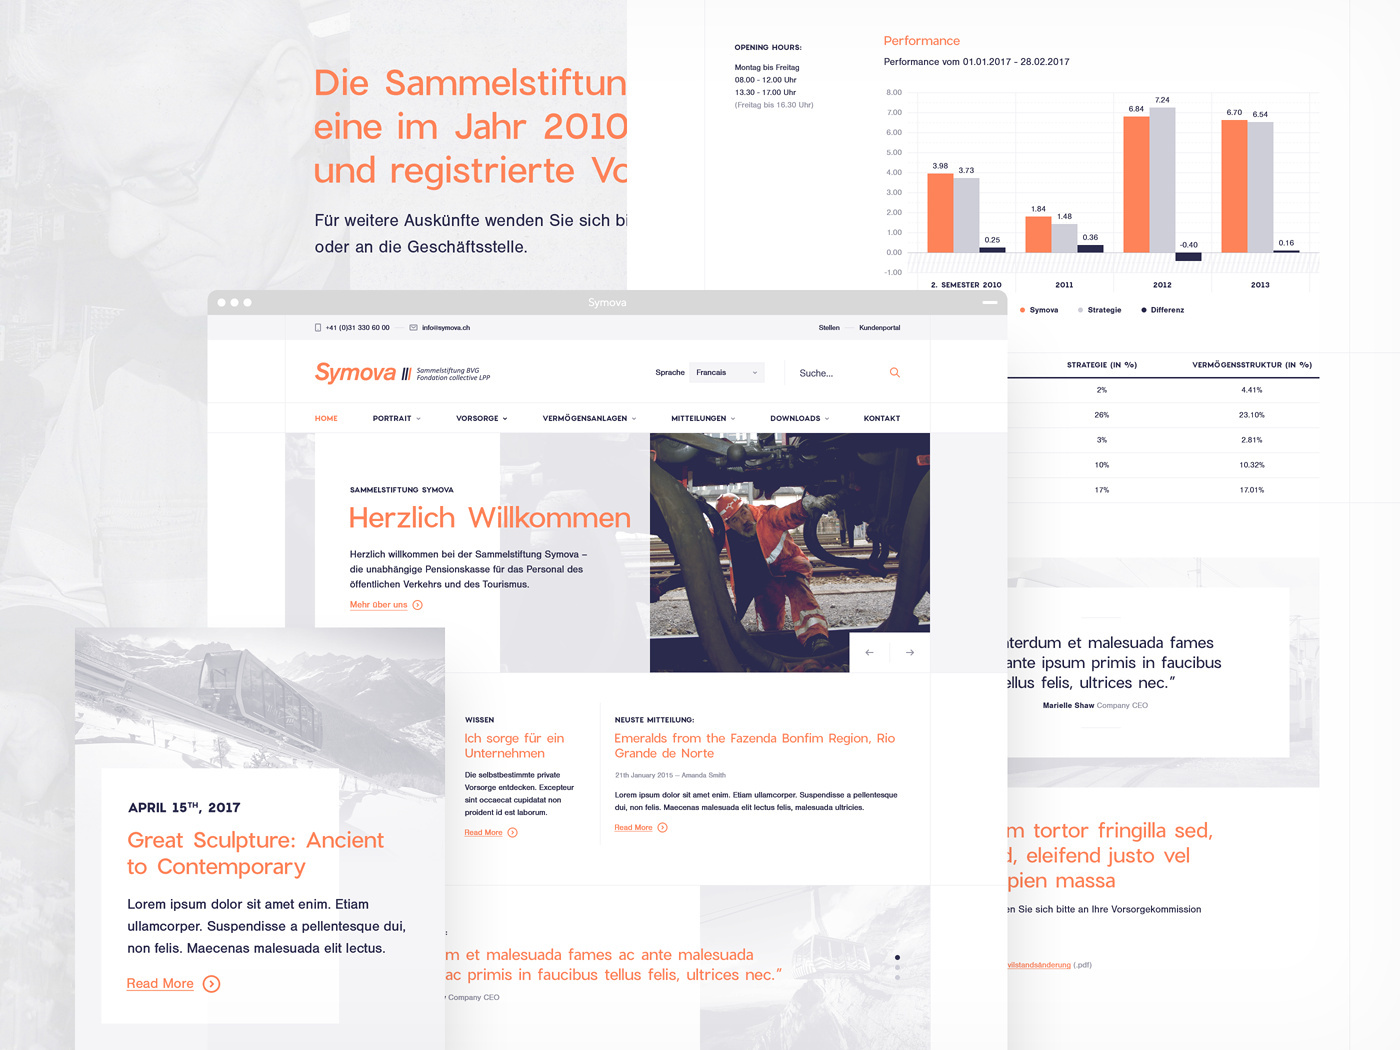 Die Sammelstiftun
eine im Jahr 2010
und registrierte Vo
Für weitere Auskünfte wenden Sie sich bi
oder an die Geschäftsstelle.
OPENING HOURS:
Montag bis Freitag
08.00 - 12.00 Uhr
13.30 - 17.00 Uhr
(Freitag bis 16.30 Uhr)
Performance
Performance vom 01.01.2017 - 28.02.2017
8.00
7.00
6.00
5.00
4.00
3.00
2.00
1.00
0.00
-1.00
3.98 3.73 0.25
1.84 1.48 0.36
6.84 7.24 -0.40
6.70 6.54 0.16
2. SEMESTER 2010 2011 2012 2013
Symova Strategie Differenz
STRATEGIE (IN %) VERMÖGENSSTRUKTUR (IN %)
2% 4.41%
26% 23.10%
3% 2.81%
10% 10.32%
17% 17.01%
Symova
+41 (0)31 330 60 00 info@symova.ch Stellen Kundenportal
Symova Sammelstiftung BVG
Fondation collective LPP
Sprache Francais Suche...
HOME PORTRAIT VORSORGE VERMÖGENSANLAGEN MITTEILUNGEN DOWNLOADS KONTAKT
SAMMELSTIFTUNG SYMOVA
Herzlich Willkommen
Herzlich willkommen bei der Sammelstiftung Symova –
die unabhängige Pensionskasse für das Personal des
öffentlichen Verkehrs und des Tourismus.
Mehr über uns
WISSEN
Ich sorge für ein
Unternehmen
Die selbstbestimmte private
Vorsorge entdecken. Excepteur
sint occaecat cupidatat non
proident id est laborum.
Read More
NEUSTE MITTEILUNG:
Emeralds from the Fazenda Bonfim Region, Rio
Grande de Norte
21th January 2015 — Amanda Smith
Lorem ipsum dolor sit amet enim. Etiam ullamcorper. Suspendisse a pellentesque
dui, non felis. Maecenas malesuada elit lectus felis, malesuada ultricies.
Read More
m et malesuada fames ac ante malesuada
ac primis in faucibus tellus felis, ultrices nec.”
Company CEO
APRIL 15TH, 2017
Great Sculpture: Ancient
to Contemporary
Lorem ipsum dolor sit amet enim. Etiam
ullamcorper. Suspendisse a pellentesque dui,
non felis. Maecenas malesuada elit lectus.
Read More
nterdum et malesuada fames
ante ipsum primis in faucibus
ellus felis, ultrices nec.”
Marielle Shaw Company CEO
m tortor fringilla sed,
d, eleifend justo vel
pien massa
en Sie sich bitte an Ihre Vorsorgekommission
vilstandsänderung (.pdf)